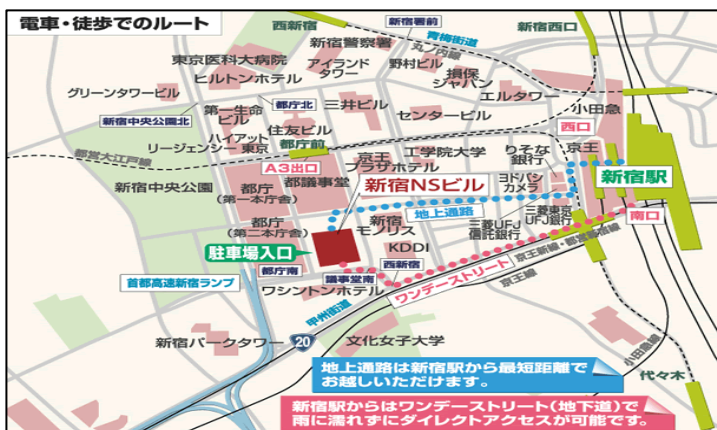 電車・徒歩でのルート
西新宿
新宿警察署前
青梅街道
新宿西口
東京医科大病院
新宿警察署
丸ノ内線
ヒルトンホテル
アイランド
タワー
野村ビル
損保
ジャパン
グリーンタワービル
エルタワー
小田急
新宿中央公園北
第一生命
ビル
都庁北
三井ビル
センタービル
ハイアット
リージェンシー 東京
住友ビル
都庁前
西口
都営大江戸線
A3出口
京王
プラザホテル
工学院大学
りそな
銀行
京王
新宿駅
新宿中央公園
都庁
(第一本庁舎)
都議事堂
新宿NSビル
ヨドバシ
カメラ
地上通路
三菱東京
UFJ銀行
南口
都庁
(第二本庁舎)
新宿
モノリス
三菱UFJ
信託銀行
駐車場入口
KDDI
京王新線・都営新宿線
都庁南
西新宿
議事堂南
ワンデーストリート
京王線
首都高速新宿ランプ
ワシントンホテル
甲州街道
20
新宿パークタワー
文化女子大学
小田急線
代々木
地上通路は新宿駅から最短距離で
お越しいただけます。
新宿駅からはワンデーストリート(地下道)で
雨に濡れずにダイレクトアクセスが可能です。